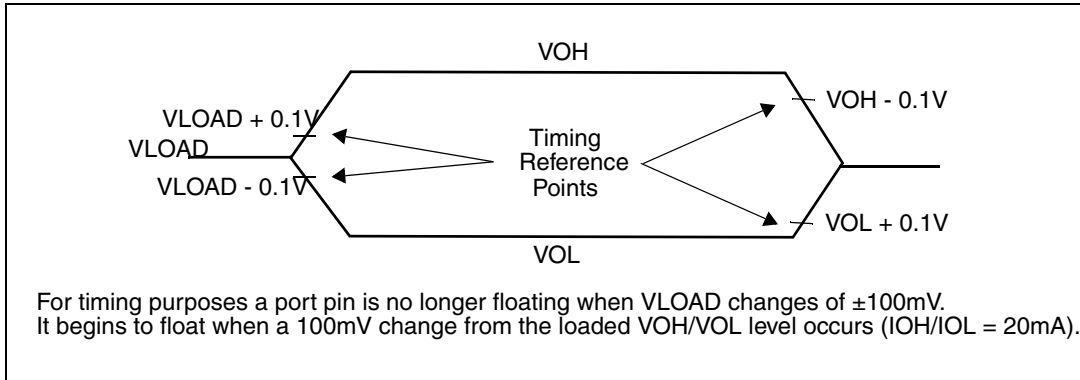 VOH
VLOAD + 0.1V
VLOAD
VLOAD - 0.1V
Timing
Reference
Points
VOH - 0.1V
VOL + 0.1V
VOL
For timing purposes a port pin is no longer floating when VLOAD changes of ±100mV.
It begins to float when a 100mV change from the loaded VOH/VOL level occurs (IOH/IOL = 20mA).